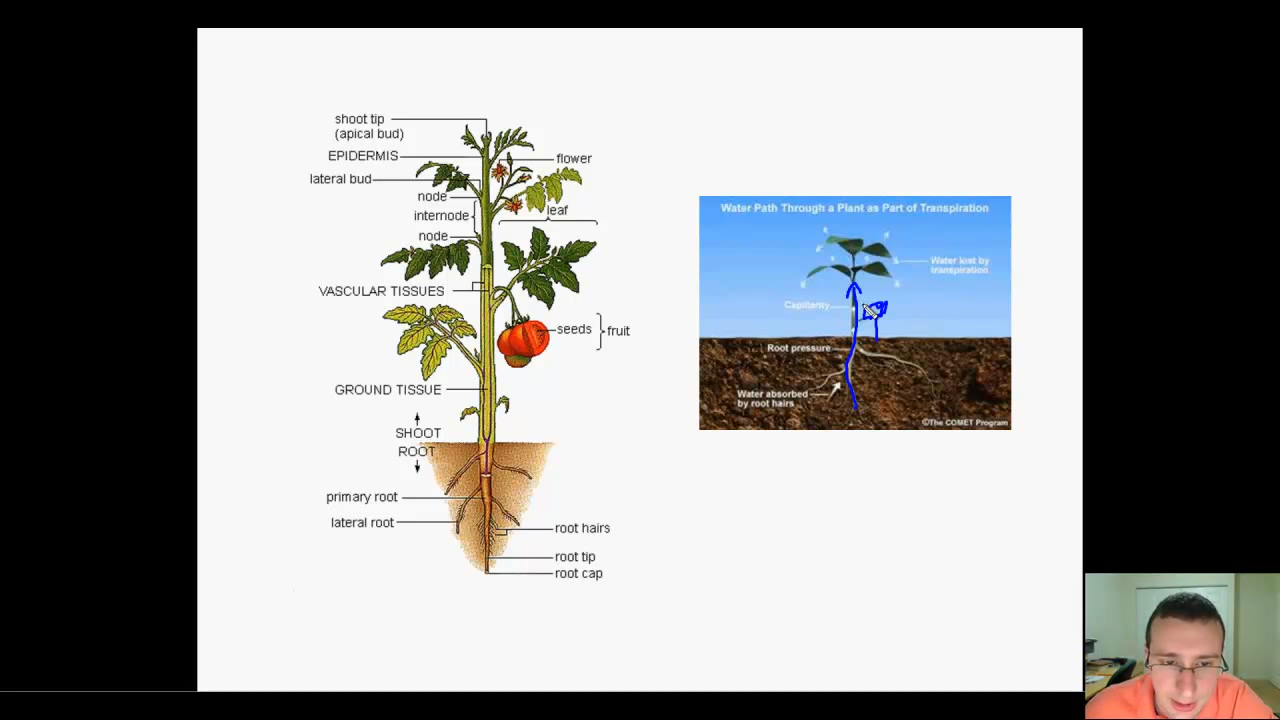 shoot tip
(apical bud)
EPIDERMIS
flower
lateral bud
node
leaf
internode
node
VASCULAR TISSUES
seeds
fruit
GROUND TISSUE
SHOOT
ROOT
primary root
lateral root
root hairs
root tip
root cap
Water Path Through a Plant as Part of Transpiration
Water lost by
transpiration
Capillarity
Root pressure
Water absorbed
by root hairs
©The COMET Program